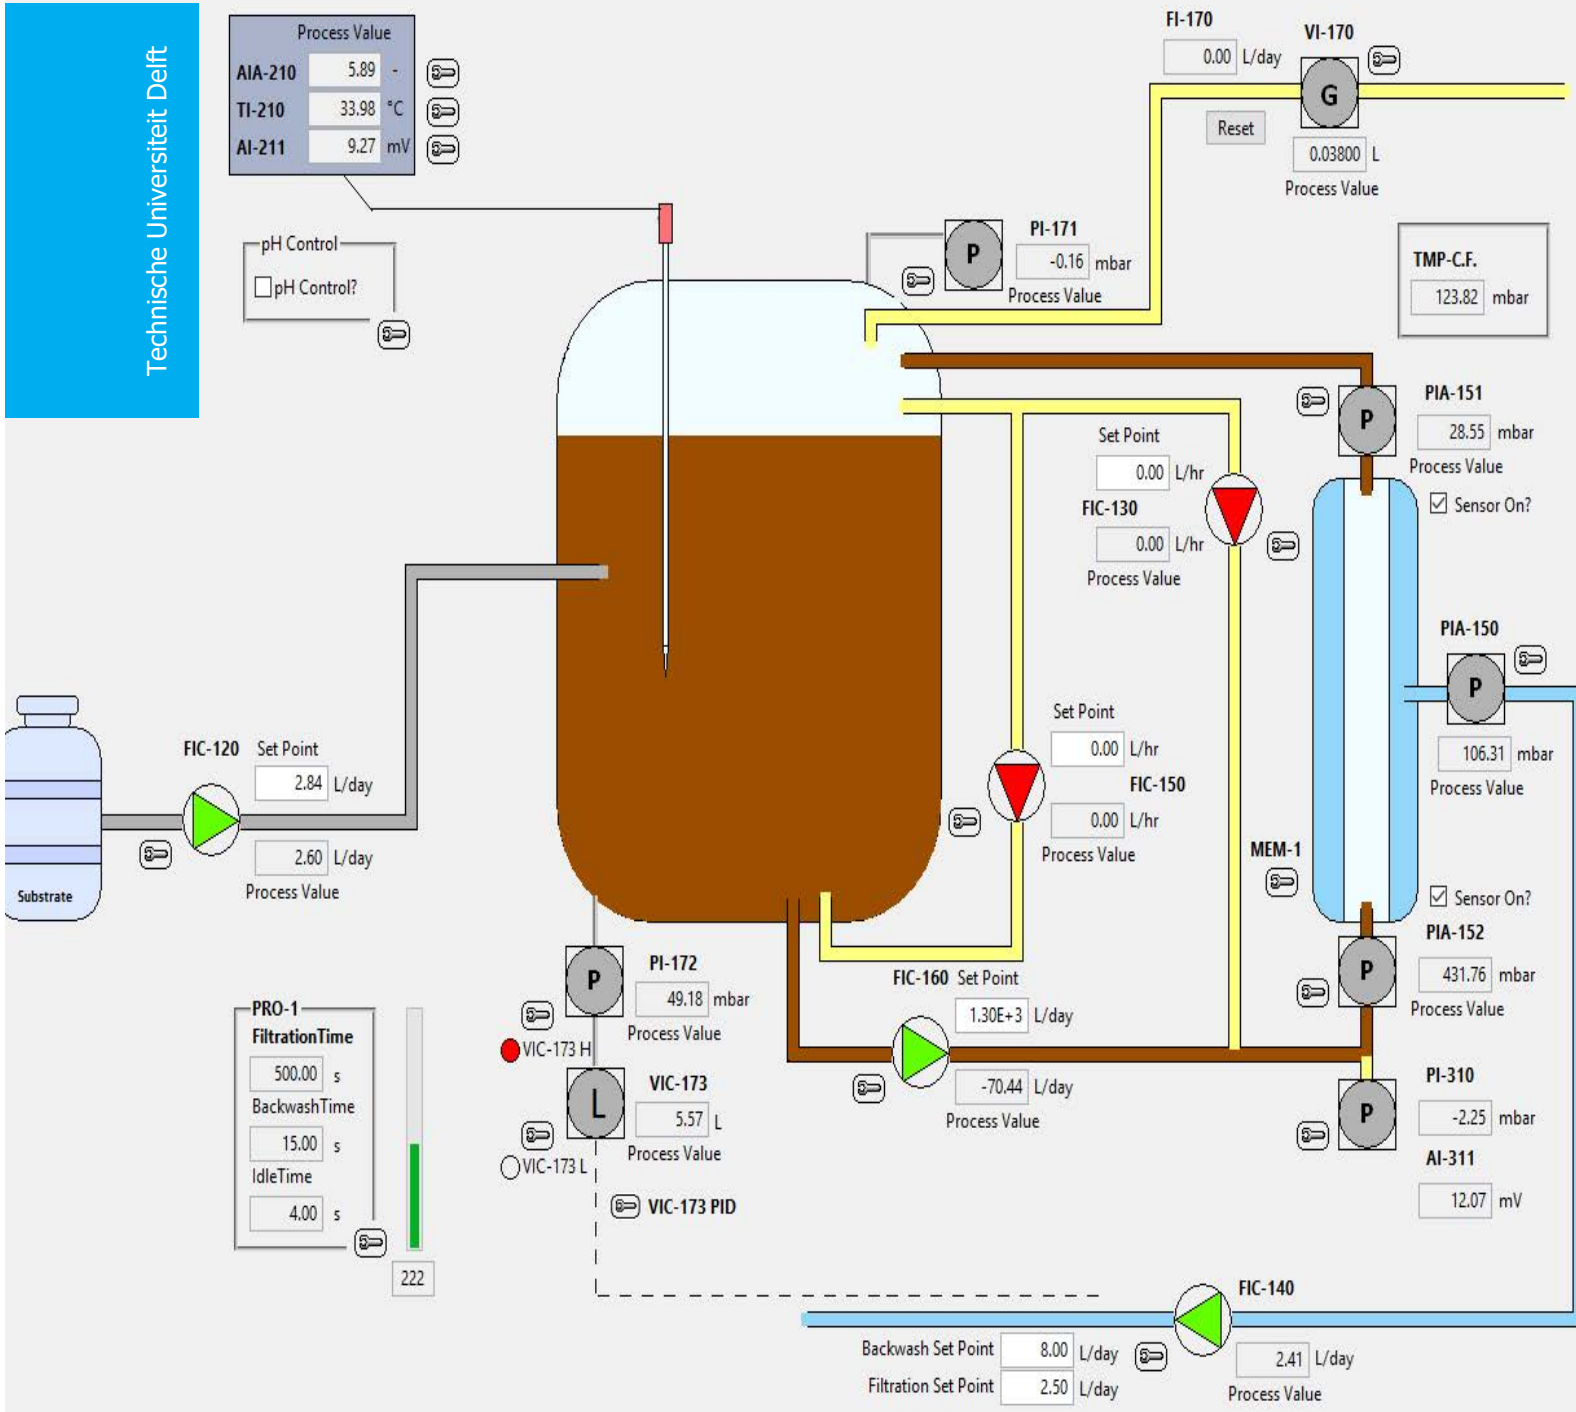 Technische Universiteit Delft
Process Value
AIA-210 5.89 -
TI-210 33.98 °C
AI-211 9.27 mV
pH Control
pH Control?
FI-170
0.00 L/day
VI-170
G
Reset
0.03800 L
Process Value
PI-171
P
-0.16 mbar
Process Value
TMP-C.F.
123.82 mbar
PIA-151
P
28.55 mbar
Process Value
Sensor On?
Set Point
0.00 L/hr
FIC-130
0.00 L/hr
Process Value
PIA-150
P
106.31 mbar
Process Value
Set Point
0.00 L/hr
FIC-150
0.00 L/hr
Process Value
FIC-120 Set Point
2.84 L/day
2.60 L/day
Process Value
Substrate
MEM-1
Sensor On?
PIA-152
P
431.76 mbar
Process Value
PI-172
P
49.18 mbar
Process Value
VIC-173 H
VIC-173
L
5.57 L
Process Value
VIC-173 L
VIC-173 PID
FIC-160 Set Point
1.30E+3 L/day
-70.44 L/day
Process Value
PI-310
P
-2.25 mbar
AI-311
12.07 mV
PRO-1
FiltrationTime
500.00 s
BackwashTime
15.00 s
IdleTime
4.00 s
222
FIC-140
Backwash Set Point 8.00 L/day
Filtration Set Point 2.50 L/day
2.41 L/day
Process Value